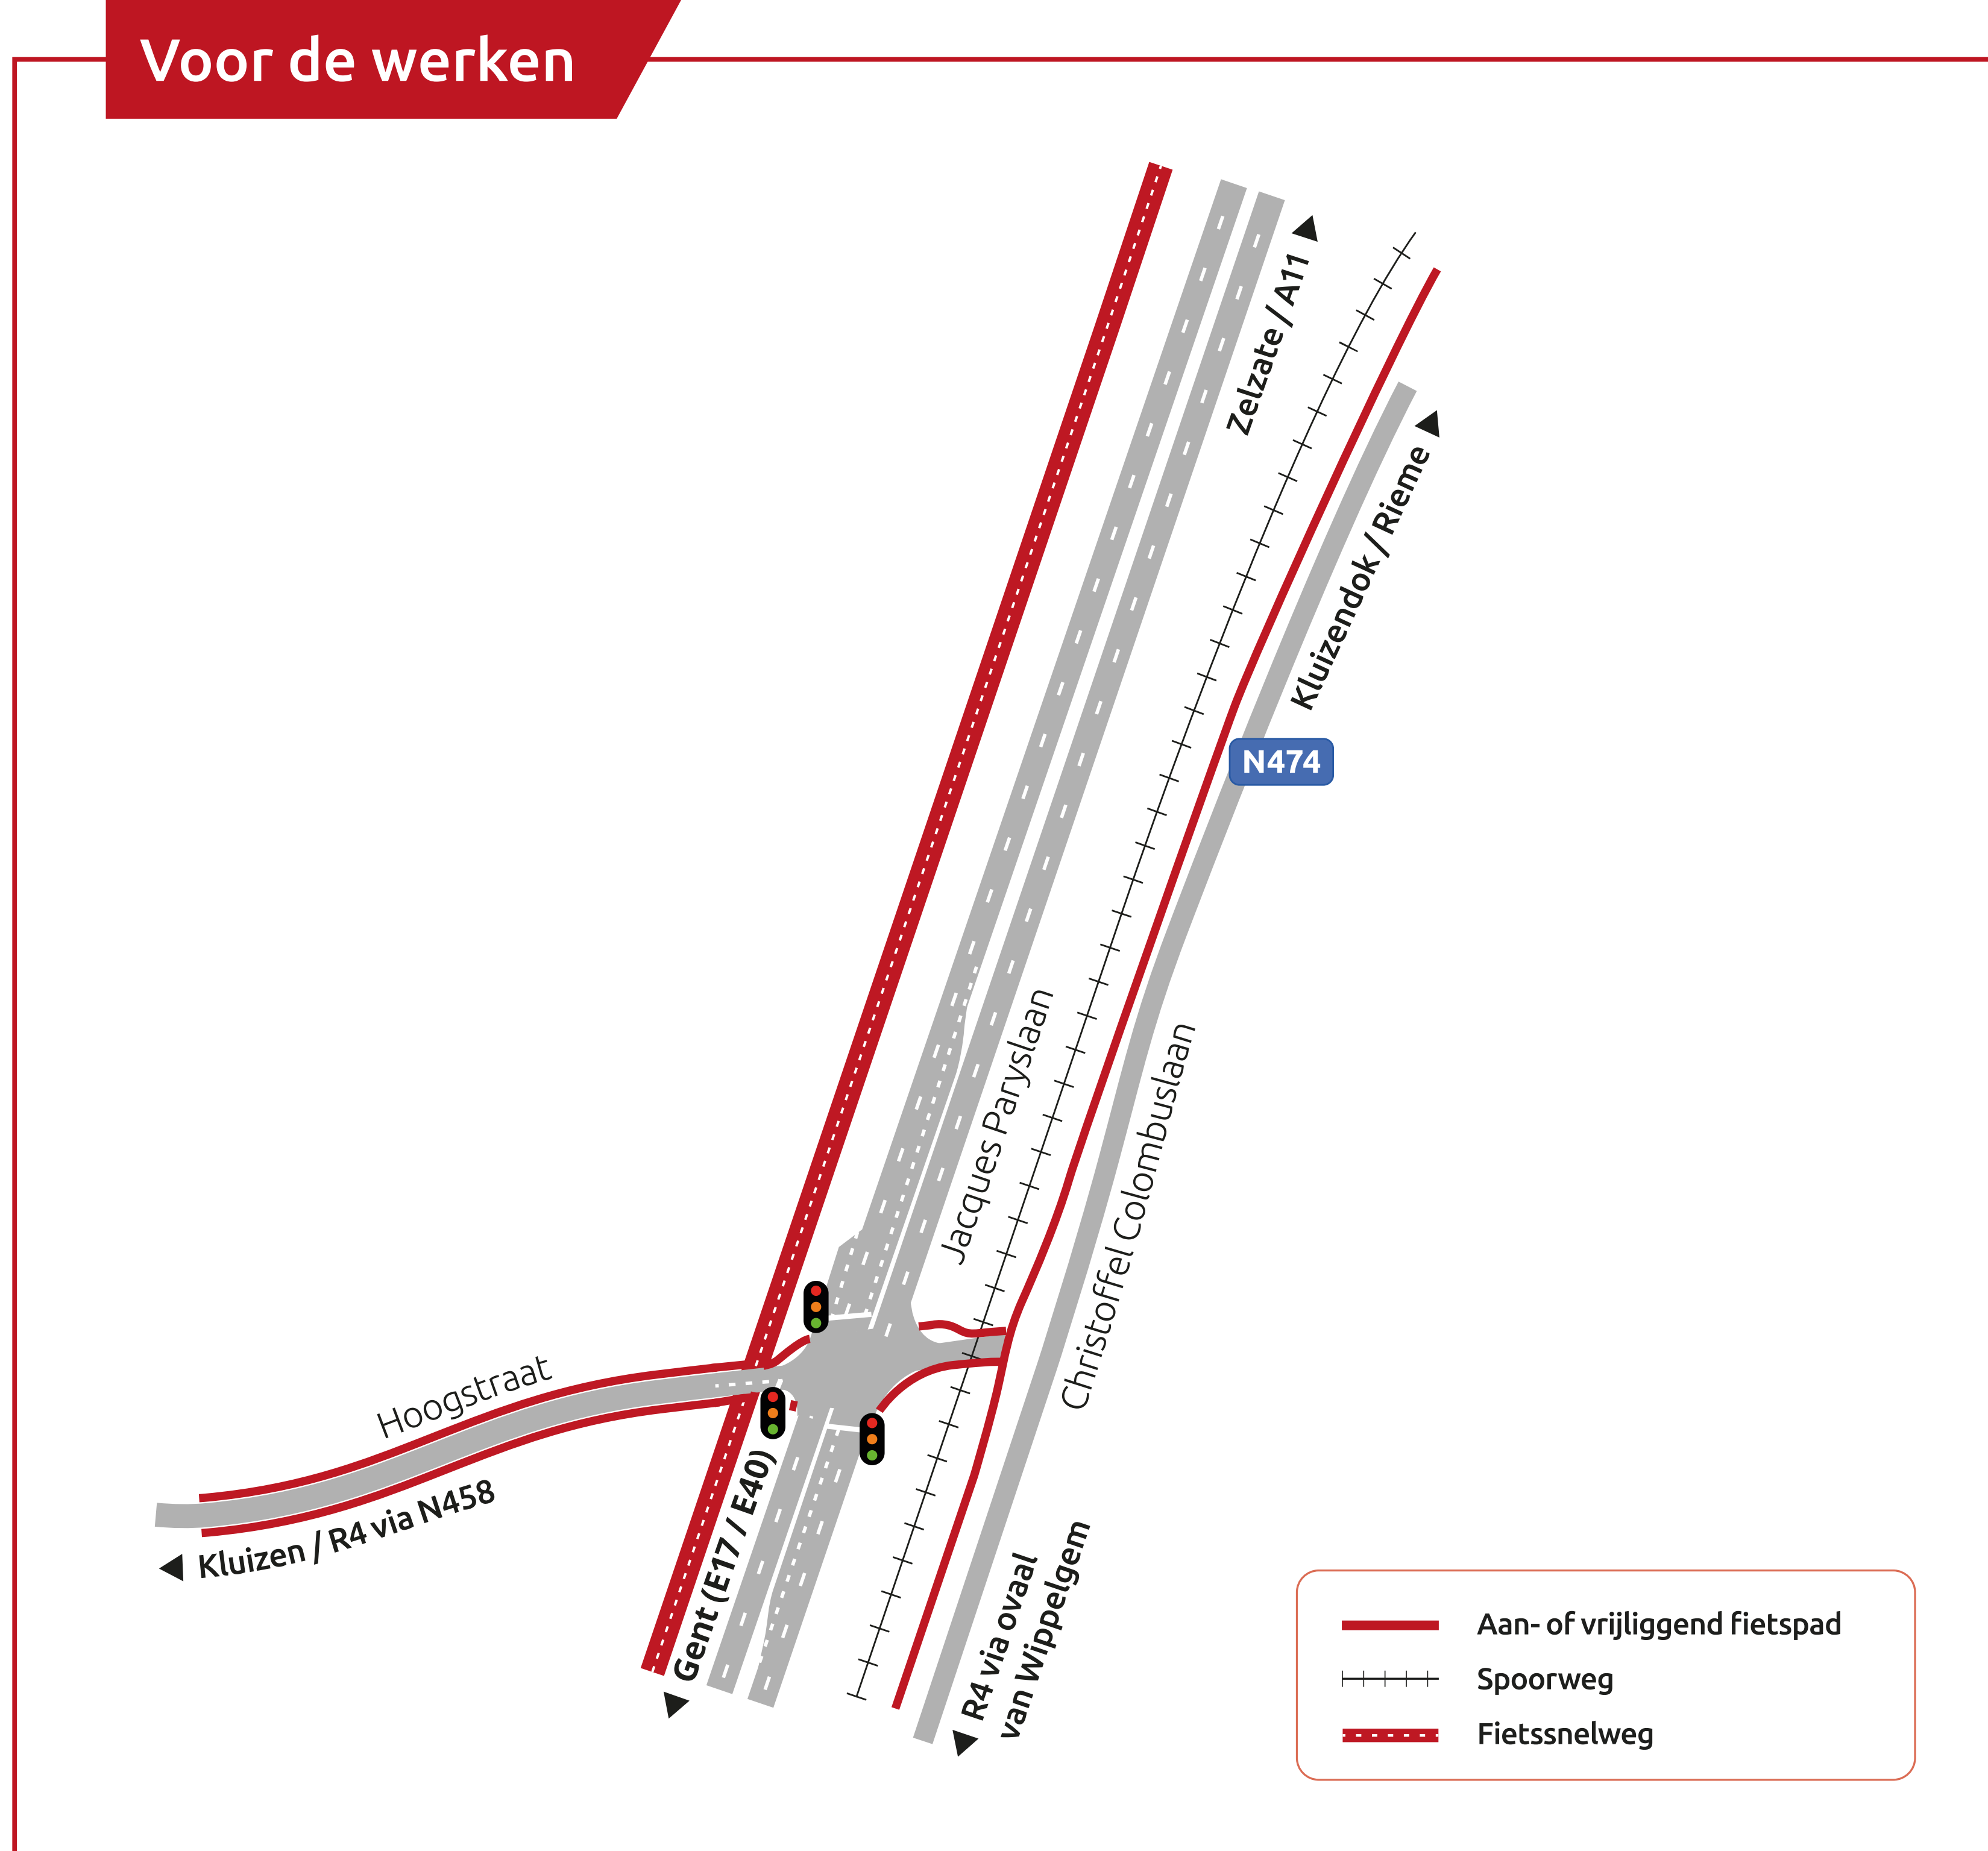 Voor de werken
Zelzate / A11
Kluizendok / Rieme
N474
Jacques Paryslaan
Christoffel Colombuslaan
Hoogstraat
Kluizen / R4 via N458
Gent (E17 / E40)
R4 via ovaal
van Wippelgem
Aan- of vrijliggend fietspad
Spoorweg
Fietssnelweg